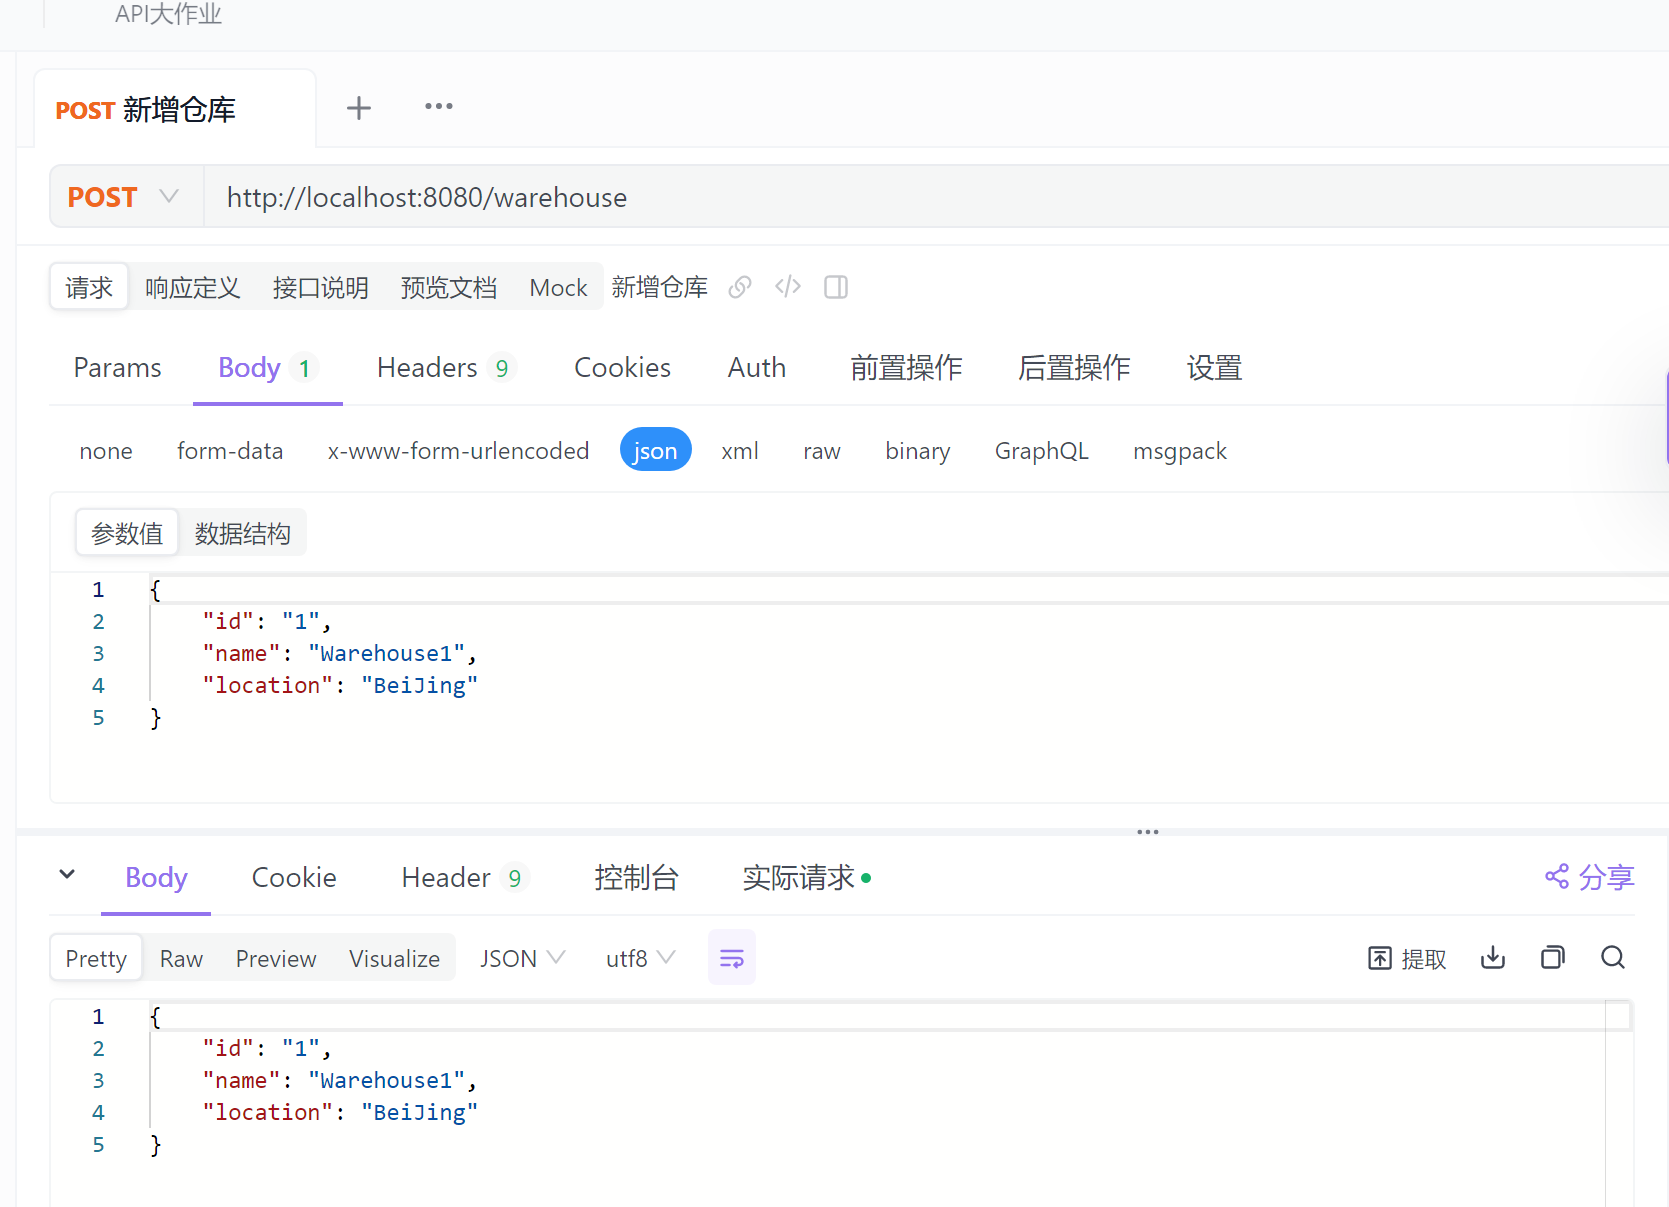 API大作业
POST 新增仓库
POST http://localhost:8080/warehouse
请求 响应定义 接口说明 预览文档 Mock 新增仓库
Params Body 1 Headers 9 Cookies Auth 前置操作 后置操作 设置
none form-data x-www-form-urlencoded json xml raw binary GraphQL msgpack
参数值 数据结构
1 {
2 "id": "1",
3 "name": "Warehouse1",
4 "location": "BeiJing"
5 }
Body Cookie Header 9 控制台 实际请求 分享
Pretty Raw Preview Visualize JSON utf8 提取
1 {
2 "id": "1",
3 "name": "Warehouse1",
4 "location": "BeiJing"
5 }